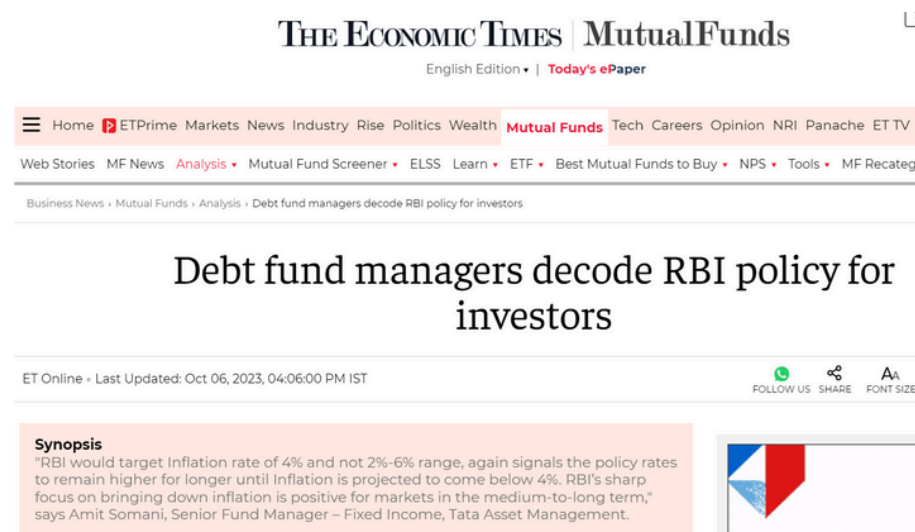 THE ECONOMIC TIMES | MutualFunds
English Edition ▾ | Today's ePaper
Home ETPrime Markets News Industry Rise Politics Wealth Mutual Funds Tech Careers Opinion NRI Panache ET TV
Web Stories MF News Analysis ▾ Mutual Fund Screener ▾ ELSS Learn ▾ ETF ▾ Best Mutual Funds to Buy ▾ NPS ▾ Tools ▾ MF Recateg
Business News › Mutual Funds › Analysis › Debt fund managers decode RBI policy for investors
Debt fund managers decode RBI policy for
investors
ET Online • Last Updated: Oct 06, 2023, 04:06:00 PM IST
FOLLOW US SHARE AA FONT SIZE
Synopsis
"RBI would target Inflation rate of 4% and not 2%-6% range, again signals the policy rates
to remain higher for longer until Inflation is projected to come below 4%. RBI's sharp
focus on bringing down inflation is positive for markets in the medium-to-long term,"
says Amit Somani, Senior Fund Manager – Fixed Income, Tata Asset Management.